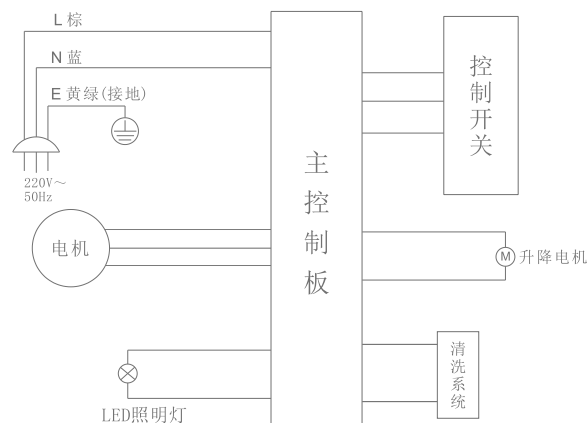 L 棕
N 蓝
E 黄绿(接地)
220V～
50Hz
电机
LED照明灯
主控制板
控制开关
M
升降电机
清洗系统